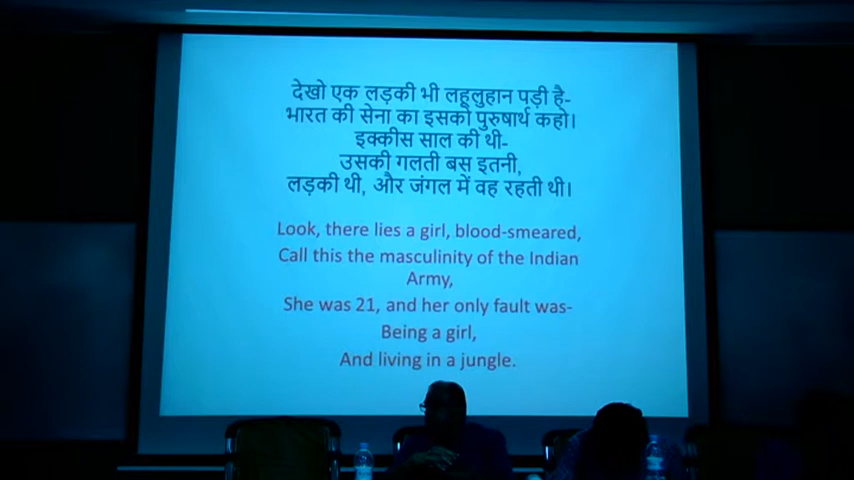 देखो एक लड़की भी लहूलुहान पड़ी है-
भारत की सेना का इसको पुरुषार्थ कहो।
इक्कीस साल की थी-
उसकी गलती बस इतनी,
लड़की थी, और जंगल में वह रहती थी।
Look, there lies a girl, blood-smeared,
Call this the masculinity of the Indian
Army,
She was 21, and her only fault was-
Being a girl,
And living in a jungle.